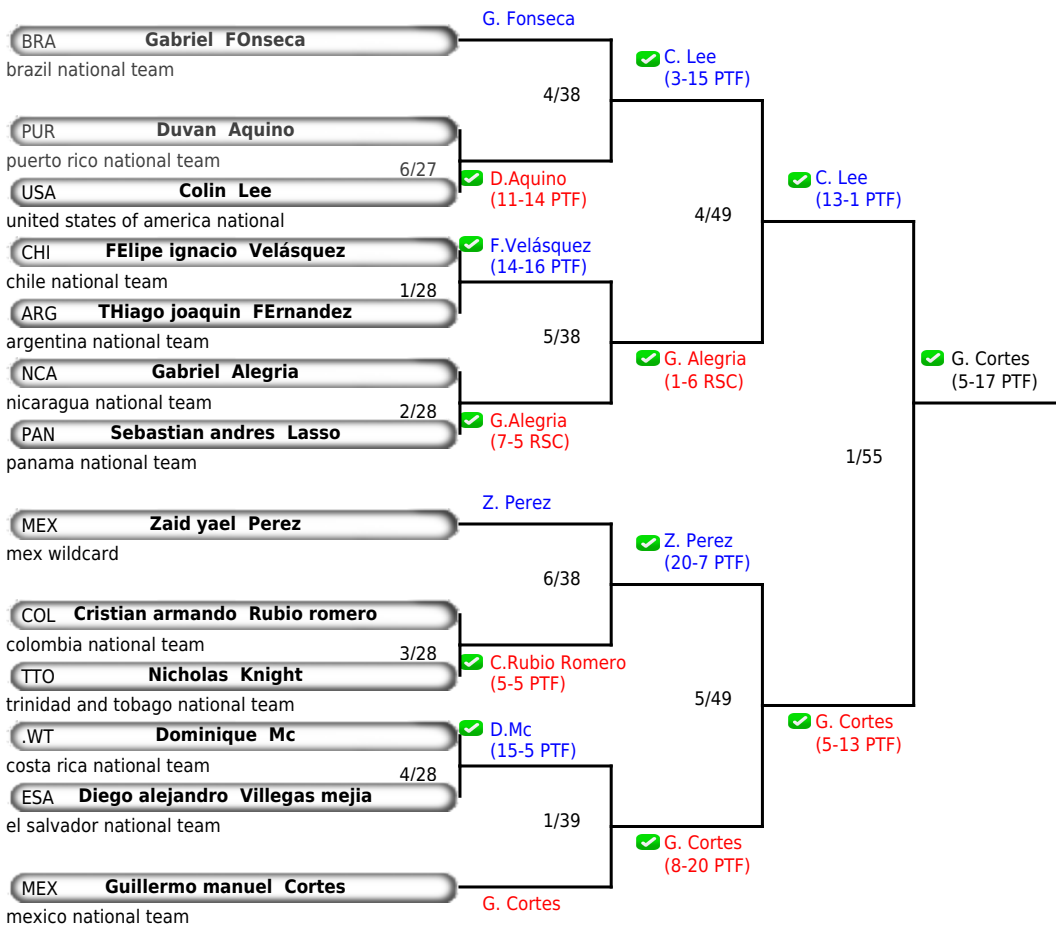 G. Fonseca
BRA Gabriel FOnseca
brazil national team
C. Lee
(3-15 PTF)
4/38
PUR Duvan Aquino
puerto rico national team
6/27
D.Aquino
(11-14 PTF)
USA Colin Lee
united states of america national
C. Lee
(13-1 PTF)
4/49
CHI FElipe ignacio Velásquez
chile national team
F.Velásquez
(14-16 PTF)
1/28
ARG THiago joaquin FErnandez
argentina national team
5/38
G. Alegria
(1-6 RSC)
NCA Gabriel Alegria
nicaragua national team
2/28
G.Alegria
(7-5 RSC)
PAN Sebastian andres Lasso
panama national team
G. Cortes
(5-17 PTF)
1/55
Z. Perez
MEX Zaid yael Perez
mex wildcard
Z. Perez
(20-7 PTF)
6/38
COL Cristian armando Rubio romero
colombia national team
3/28
C.Rubio Romero
(5-5 PTF)
TTO Nicholas Knight
trinidad and tobago national team
5/49
G. Cortes
(5-13 PTF)
.WT Dominique Mc
costa rica national team
D.Mc
(15-5 PTF)
4/28
ESA Diego alejandro Villegas mejia
el salvador national team
1/39
G. Cortes
(8-20 PTF)
MEX Guillermo manuel Cortes
mexico national team
G. Cortes